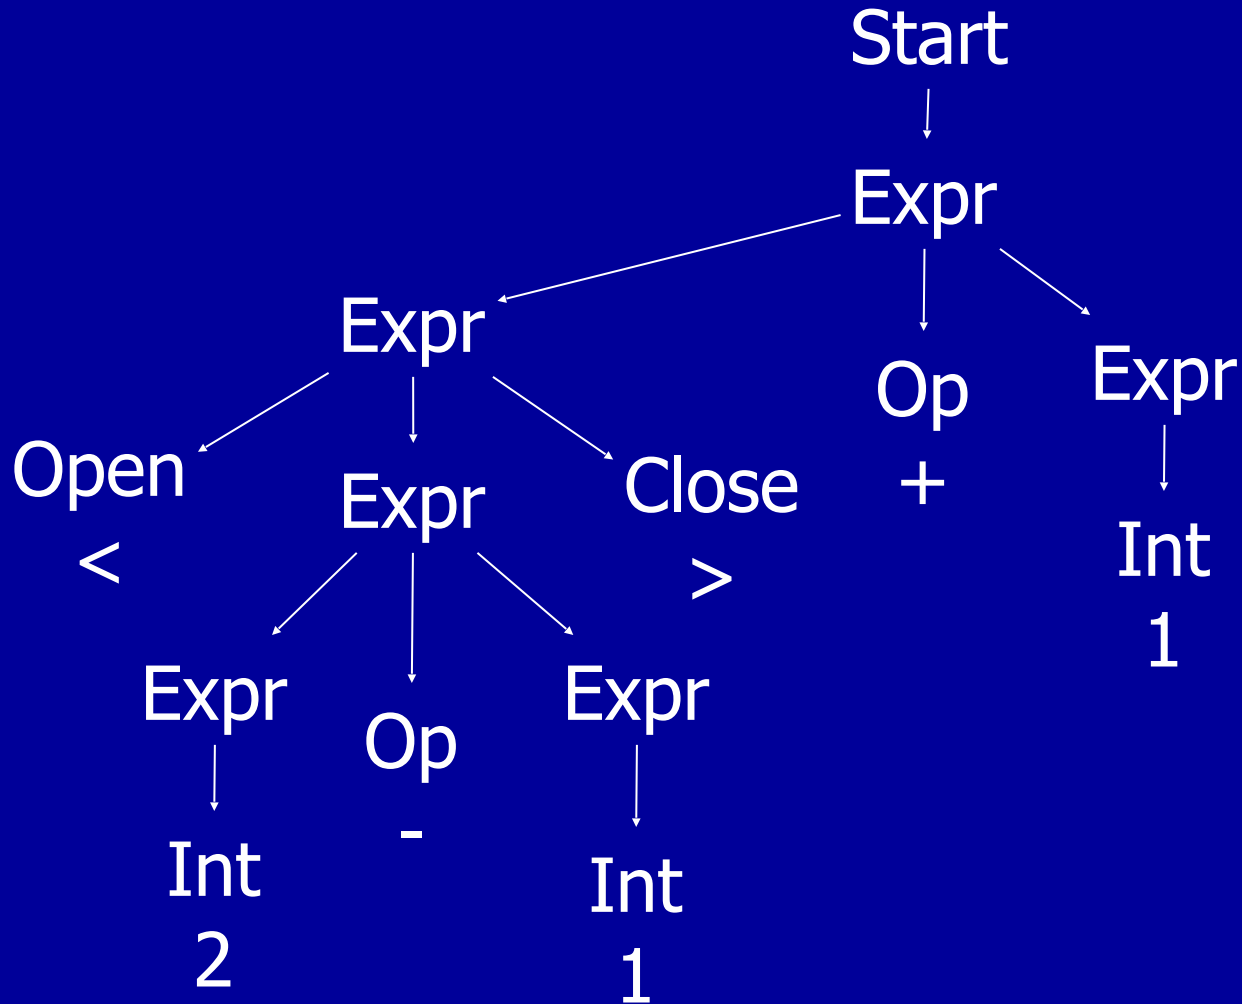 Start
Expr
Expr
Op
+
Expr
Int
1
Open
<
Expr
Close
>
Expr
Op
-
Expr
Int
2
Int
1